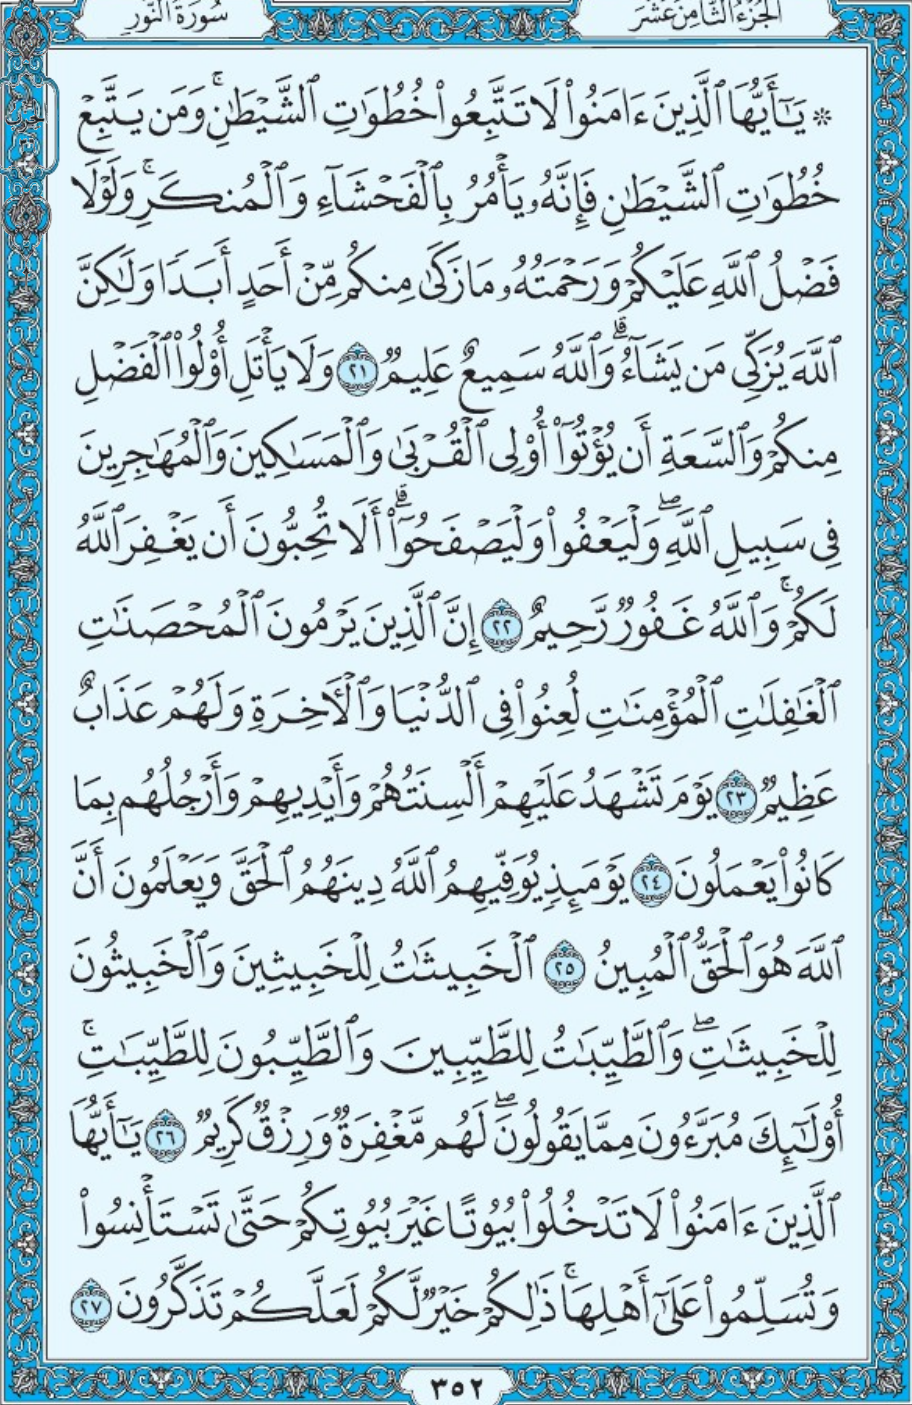 الجزء الثامن عشر
سورة النور
۞ يَـٰٓأَيُّهَا ٱلَّذِينَ ءَامَنُوا۟ لَا تَتَّبِعُوا۟ خُطُوَٰتِ ٱلشَّيْطَـٰنِ ۚ وَمَن يَتَّبِعْ
خُطُوَٰتِ ٱلشَّيْطَـٰنِ فَإِنَّهُۥ يَأْمُرُ بِٱلْفَحْشَآءِ وَٱلْمُنكَرِ ۚ وَلَوْلَا
فَضْلُ ٱللَّهِ عَلَيْكُمْ وَرَحْمَتُهُۥ مَا زَكَىٰ مِنكُم مِّنْ أَحَدٍ أَبَدًا وَلَـٰكِنَّ
ٱللَّهَ يُزَكِّى مَن يَشَآءُ ۗ وَٱللَّهُ سَمِيعٌ عَلِيمٌ ٢١ وَلَا يَأْتَلِ أُو۟لُوا۟ ٱلْفَضْلِ
مِنكُمْ وَٱلسَّعَةِ أَن يُؤْتُوٓا۟ أُو۟لِى ٱلْقُرْبَىٰ وَٱلْمَسَـٰكِينَ وَٱلْمُهَـٰجِرِينَ
فِى سَبِيلِ ٱللَّهِ ۖ وَلْيَعْفُوا۟ وَلْيَصْفَحُوٓا۟ ۗ أَلَا تُحِبُّونَ أَن يَغْفِرَ ٱللَّهُ
لَكُمْ ۚ وَٱللَّهُ غَفُورٌ رَّحِيمٌ ٢٢ إِنَّ ٱلَّذِينَ يَرْمُونَ ٱلْمُحْصَنَـٰتِ
ٱلْغَـٰفِلَـٰتِ ٱلْمُؤْمِنَـٰتِ لُعِنُوا۟ فِى ٱلدُّنْيَا وَٱلْـَٔاخِرَةِ وَلَهُمْ عَذَابٌ
عَظِيمٌ ٢٣ يَوْمَ تَشْهَدُ عَلَيْهِمْ أَلْسِنَتُهُمْ وَأَيْدِيهِمْ وَأَرْجُلُهُم بِمَا
كَانُوا۟ يَعْمَلُونَ ٢٤ يَوْمَئِذٍ يُوَفِّيهِمُ ٱللَّهُ دِينَهُمُ ٱلْحَقَّ وَيَعْلَمُونَ أَنَّ
ٱللَّهَ هُوَ ٱلْحَقُّ ٱلْمُبِينُ ٢٥ ٱلْخَبِيثَـٰتُ لِلْخَبِيثِينَ وَٱلْخَبِيثُونَ
لِلْخَبِيثَـٰتِ ۖ وَٱلطَّيِّبَـٰتُ لِلطَّيِّبِينَ وَٱلطَّيِّبُونَ لِلطَّيِّبَـٰتِ ۚ
أُو۟لَـٰٓئِكَ مُبَرَّءُونَ مِمَّا يَقُولُونَ ۖ لَهُم مَّغْفِرَةٌ وَرِزْقٌ كَرِيمٌ ٢٦ يَـٰٓأَيُّهَا
ٱلَّذِينَ ءَامَنُوا۟ لَا تَدْخُلُوا۟ بُيُوتًا غَيْرَ بُيُوتِكُمْ حَتَّىٰ تَسْتَأْنِسُوا۟
وَتُسَلِّمُوا۟ عَلَىٰٓ أَهْلِهَا ۚ ذَٰلِكُمْ خَيْرٌ لَّكُمْ لَعَلَّكُمْ تَذَكَّرُونَ ٢٧
٣٥٢